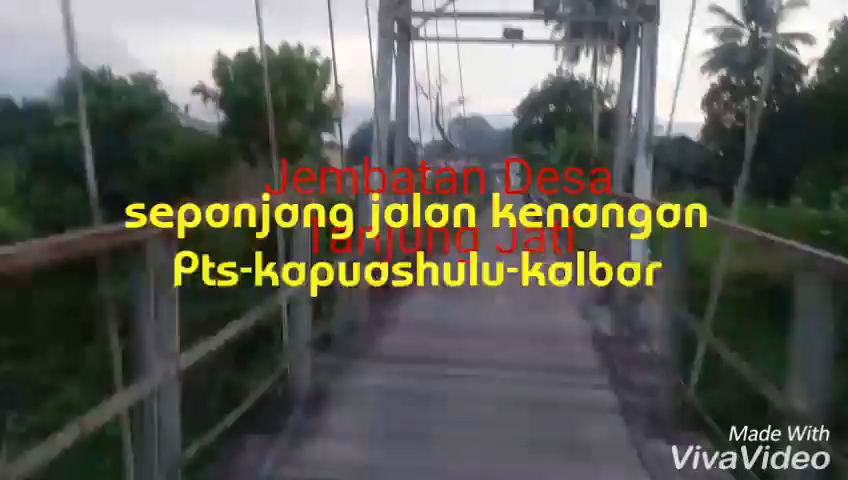 Jembatan Desa
sepanjang jalan kenangan
Tanjung Jati
Pts-kapuashulu-kalbar
Made With
VivaVideo